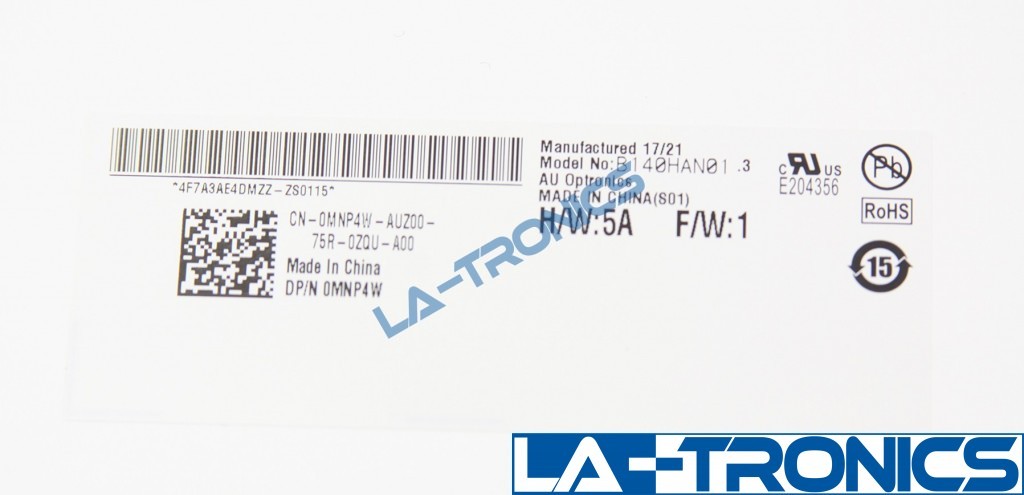 Manufactured 17/21
Model No:B140HAN01 .3
AU Optronics
MADE IN CHINA(S01)
H/W:5A F/W:1
*4F7A3AE4DMZZ-ZS0115*
CN-0MNP4W-AUZ00-
75R-0ZQU-A00
Made In China
DP/N 0MNP4W
c RU US
E204356
Pb
RoHS
15
LA-TRONICS
LA-TRONICS